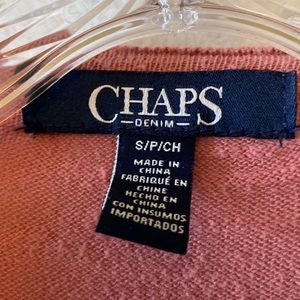 CHAPS
DENIM
S/P/CH
MADE IN
CHINA
FABRIQUÉ EN
CHINE
HECHO EN
CHINA
CON INSUMOS
IMPORTADOS